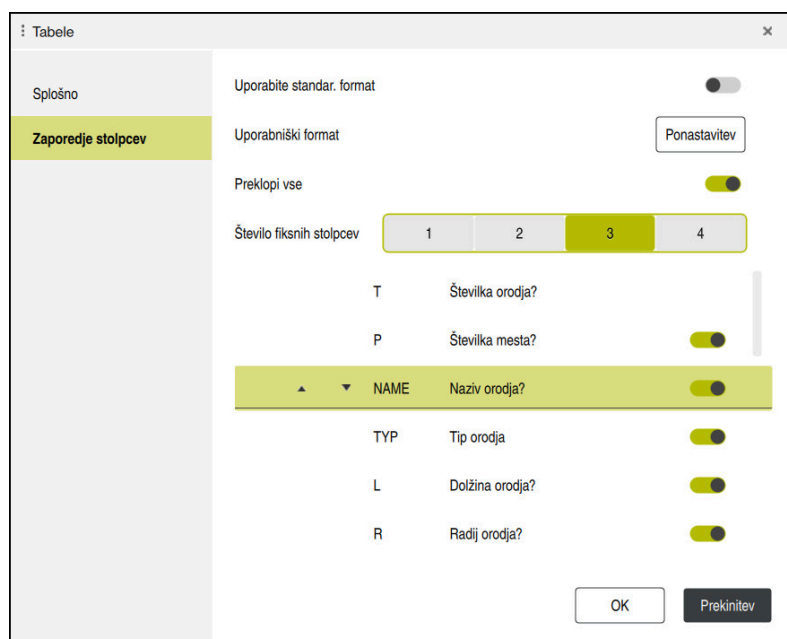 Tabele
Splošno
Zaporedje stolpcev
Uporabite standar. format
Uporabniški format Ponastavitev
Preklopi vse
Število fiksnih stolpcev 1 2 3 4
T Številka orodja?
P Številka mesta?
NAME Naziv orodja?
TYP Tip orodja
L Dolžina orodja?
R Radij orodja?
OK Prekinitev